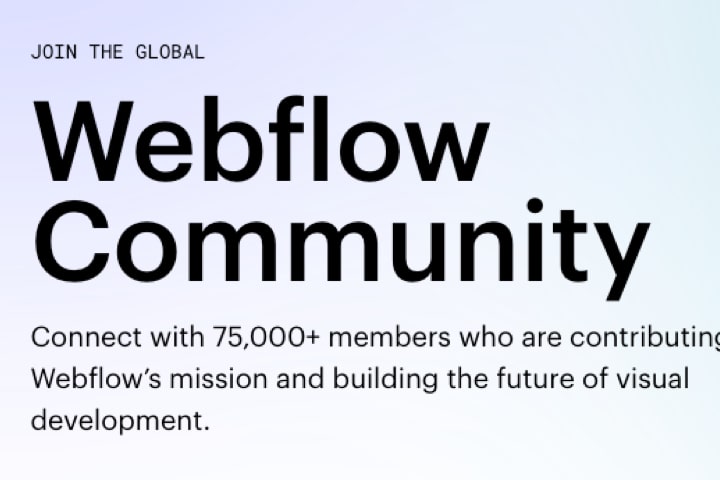 JOIN THE GLOBAL
Webflow
Community
Connect with 75,000+ members who are contributing
Webflow’s mission and building the future of visual
development.